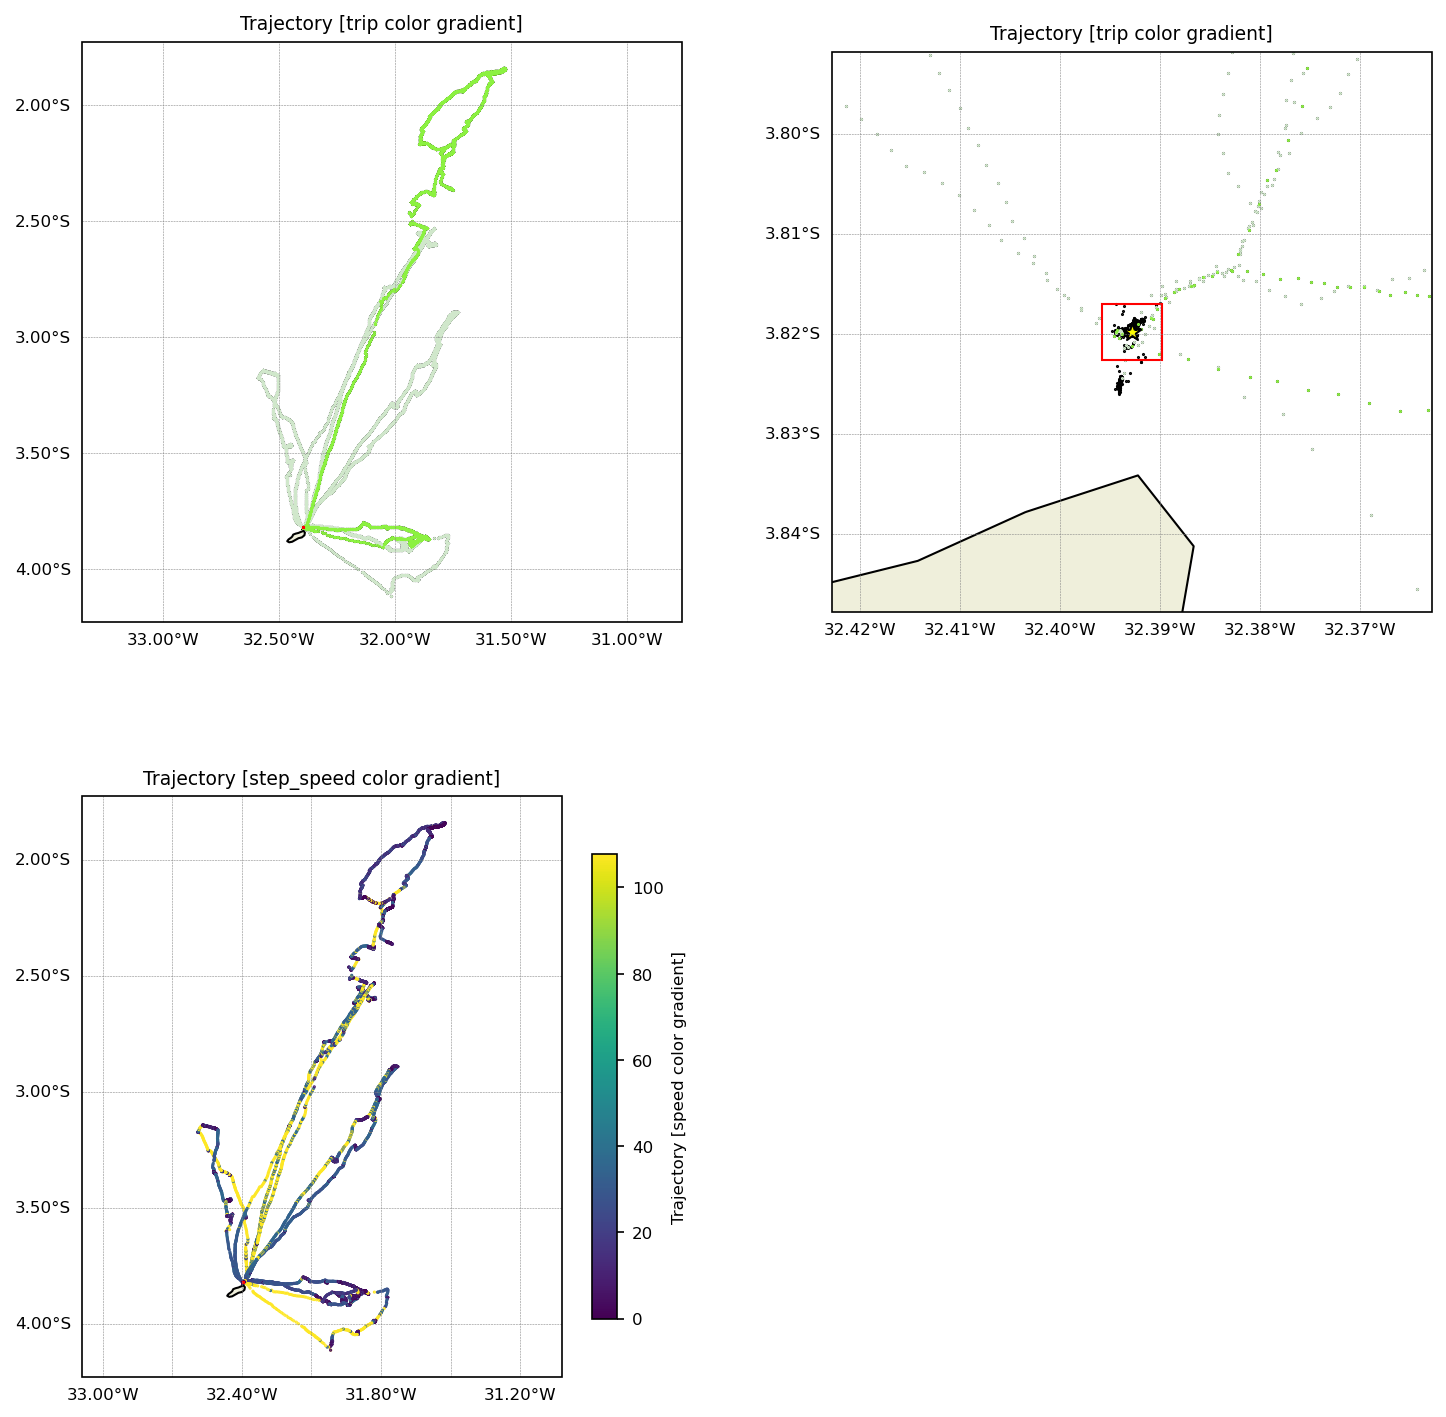 Trajectory [trip color gradient]
2.00°S
2.50°S
3.00°S
3.50°S
4.00°S
33.00°W 32.50°W 32.00°W 31.50°W 31.00°W
Trajectory [trip color gradient]
3.80°S
3.81°S
3.82°S
3.83°S
3.84°S
32.42°W 32.41°W 32.40°W 32.39°W 32.38°W 32.37°W
Trajectory [step_speed color gradient]
2.00°S
2.50°S
3.00°S
3.50°S
4.00°S
33.00°W 32.40°W 31.80°W 31.20°W
100
80
60
40
20
0
Trajectory [speed color gradient]